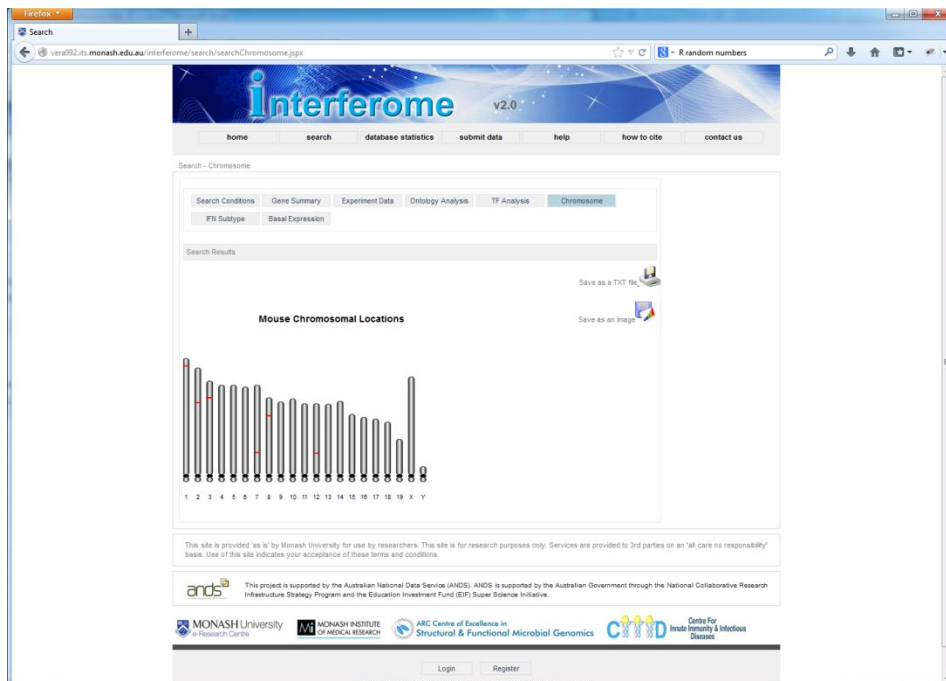 Firefox
Search
+
vera092.its.monash.edu.au/interferome/search/searchChromosome.jspx
R random numbers
interferome v2.0
home search database statistics submit data help how to cite contact us
Search - Chromosome
Search Conditions Gene Summary Experiment Data Ontology Analysis TF Analysis Chromosome
IFN Subtype Basal Expression
Search Results
Save as a TXT file
Mouse Chromosomal Locations
Save as an Image
1 2 3 4 5 6 7 8 9 10 11 12 13 14 15 16 17 18 19 X Y
This site is provided 'as is' by Monash University for use by researchers. This site is for research purposes only. Services are provided to 3rd parties on an "all care no responsibility"
basis. Use of this site indicates your acceptance of these terms and conditions.
ands
This project is supported by the Australian National Data Service (ANDS). ANDS is supported by the Australian Government through the National Collaborative Research
Infrastructure Strategy Program and the Education Investment Fund (EIF) Super Science Initiative.
MONASH University
e-Research Centre
Mi MONASH INSTITUTE
OF MEDICAL RESEARCH
ARC Centre of Excellence in
Structural & Functional Microbial Genomics
CIIID
Centre For
Innate Immunity & Infectious
Diseases
Login Register